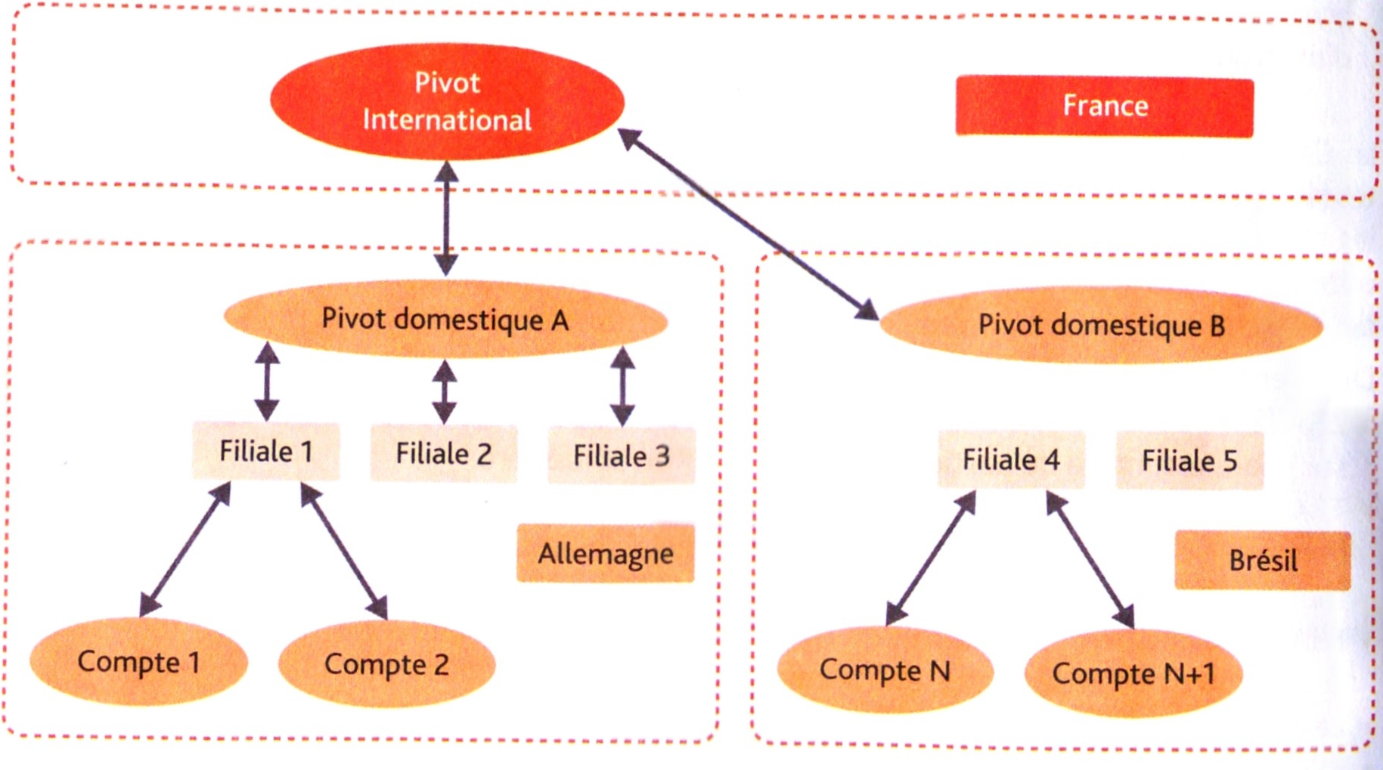 Pivot
International
France
Pivot domestique A
Pivot domestique B
Filiale 1
Filiale 2
Filiale 3
Filiale 4
Filiale 5
Allemagne
Brésil
Compte 1
Compte 2
Compte N
Compte N+1